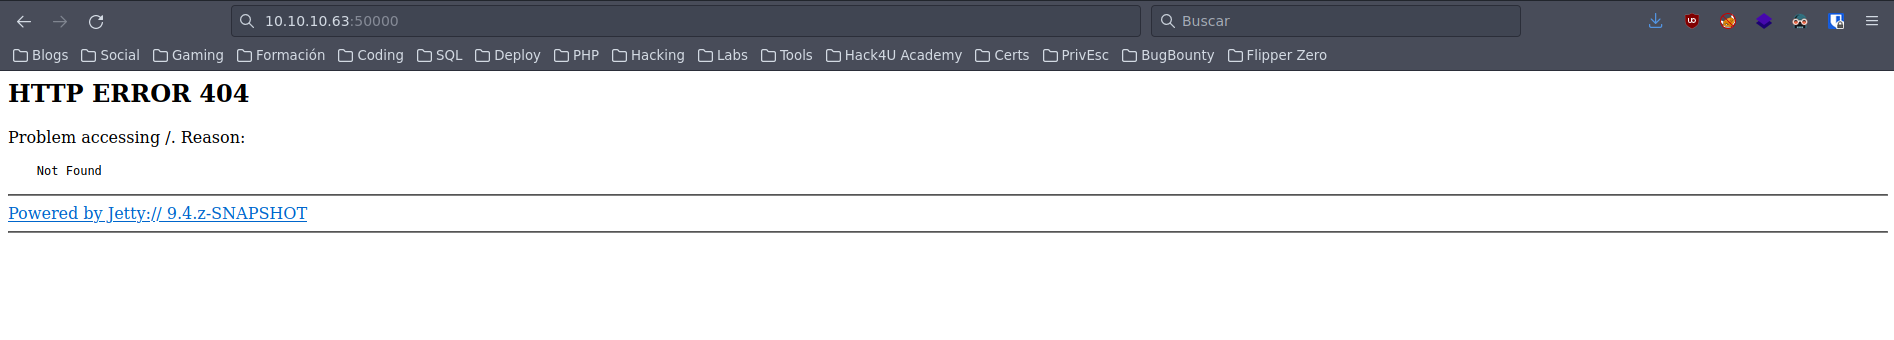 10.10.10.63:50000
Buscar
Blogs Social Gaming Formación Coding SQL Deploy PHP Hacking Labs Tools Hack4U Academy Certs PrivEsc BugBounty Flipper Zero
HTTP ERROR 404
Problem accessing /. Reason:
Not Found
Powered by Jetty:// 9.4.z-SNAPSHOT